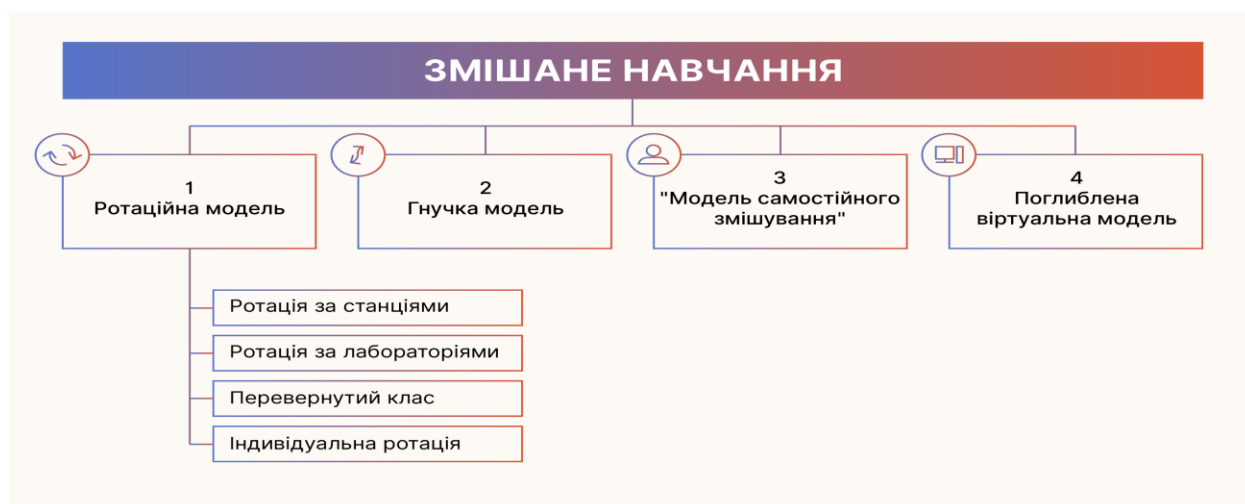 ЗМІШАНЕ НАВЧАННЯ
1
Ротаційна модель
2
Гнучка модель
3
"Модель самостійного
змішування"
4
Поглиблена
віртуальна модель
Ротація за станціями
Ротація за лабораторіями
Перевернутий клас
Індивідуальна ротація